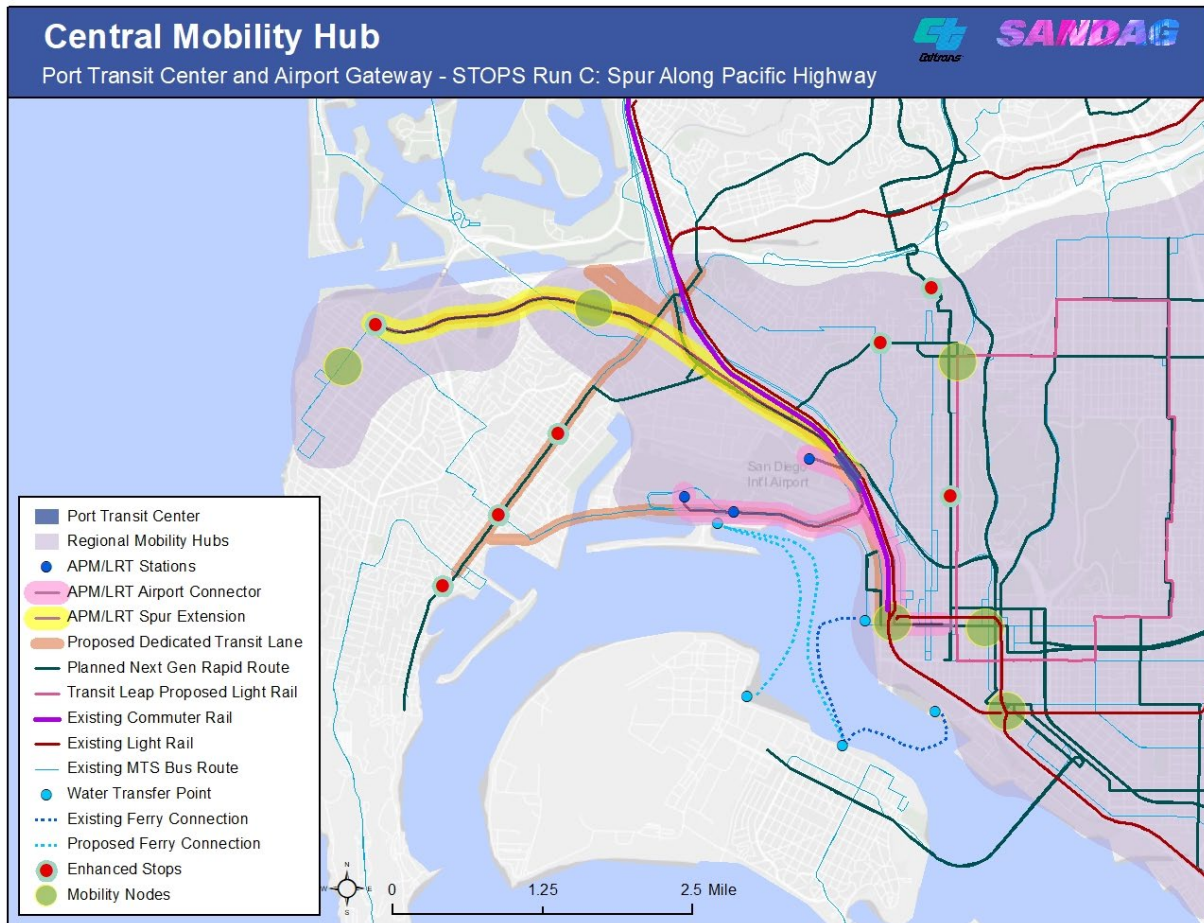 Central Mobility Hub
Port Transit Center and Airport Gateway - STOPS Run C: Spur Along Pacific Highway
Caltrans
SANDAG
San Diego
Int'l Airport
Port Transit Center
Regional Mobility Hubs
APM/LRT Stations
APM/LRT Airport Connector
APM/LRT Spur Extension
Proposed Dedicated Transit Lane
Planned Next Gen Rapid Route
Transit Leap Proposed Light Rail
Existing Commuter Rail
Existing Light Rail
Existing MTS Bus Route
Water Transfer Point
Existing Ferry Connection
Proposed Ferry Connection
Enhanced Stops
Mobility Nodes
N
W E
S
0 1.25 2.5 Mile